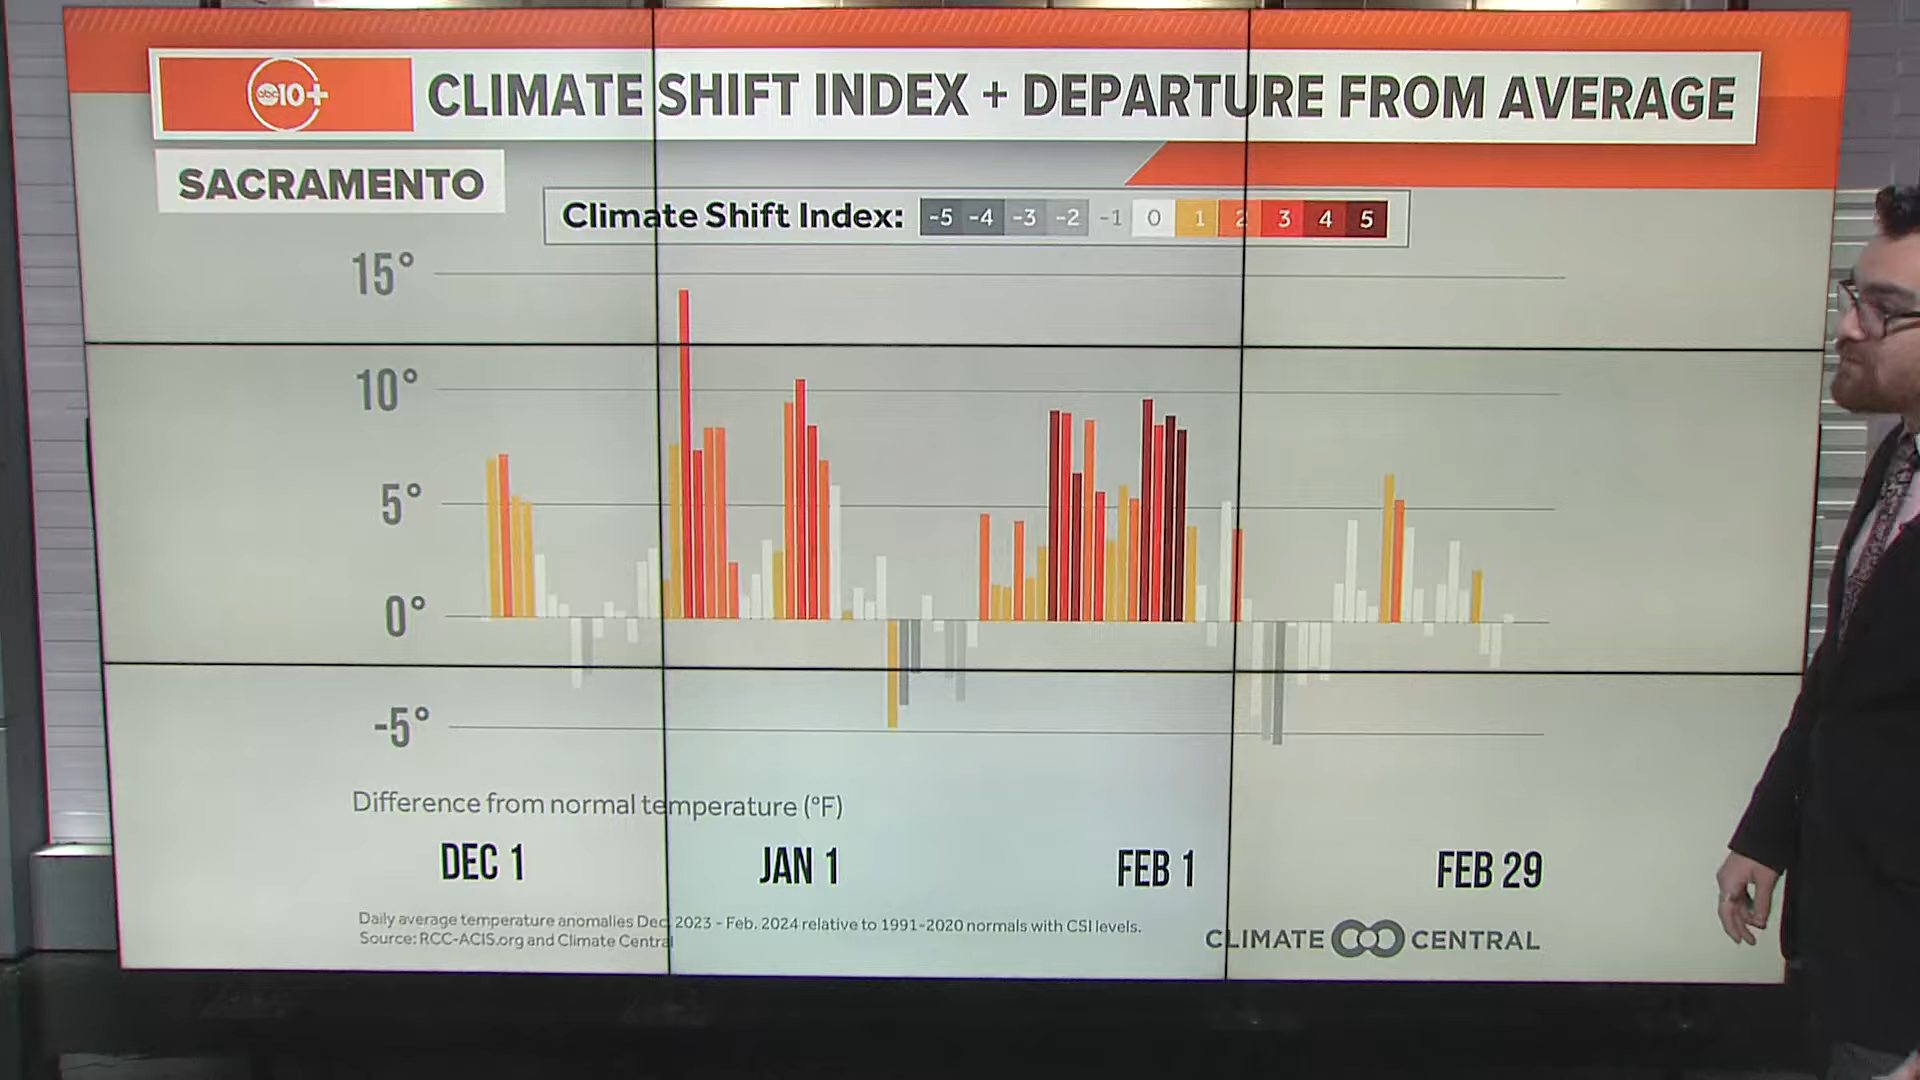 abc10+ CLIMATE SHIFT INDEX + DEPARTURE FROM AVERAGE
SACRAMENTO
Climate Shift Index: -5 -4 -3 -2 -1 0 1 2 3 4 5
15°
10°
5°
0°
-5°
Difference from normal temperature (°F)
DEC 1 JAN 1 FEB 1 FEB 29
Daily average temperature anomalies Dec. 2023 - Feb. 2024 relative to 1991-2020 normals with CSI levels.
Source: RCC-ACIS.org and Climate Central
CLIMATE CENTRAL